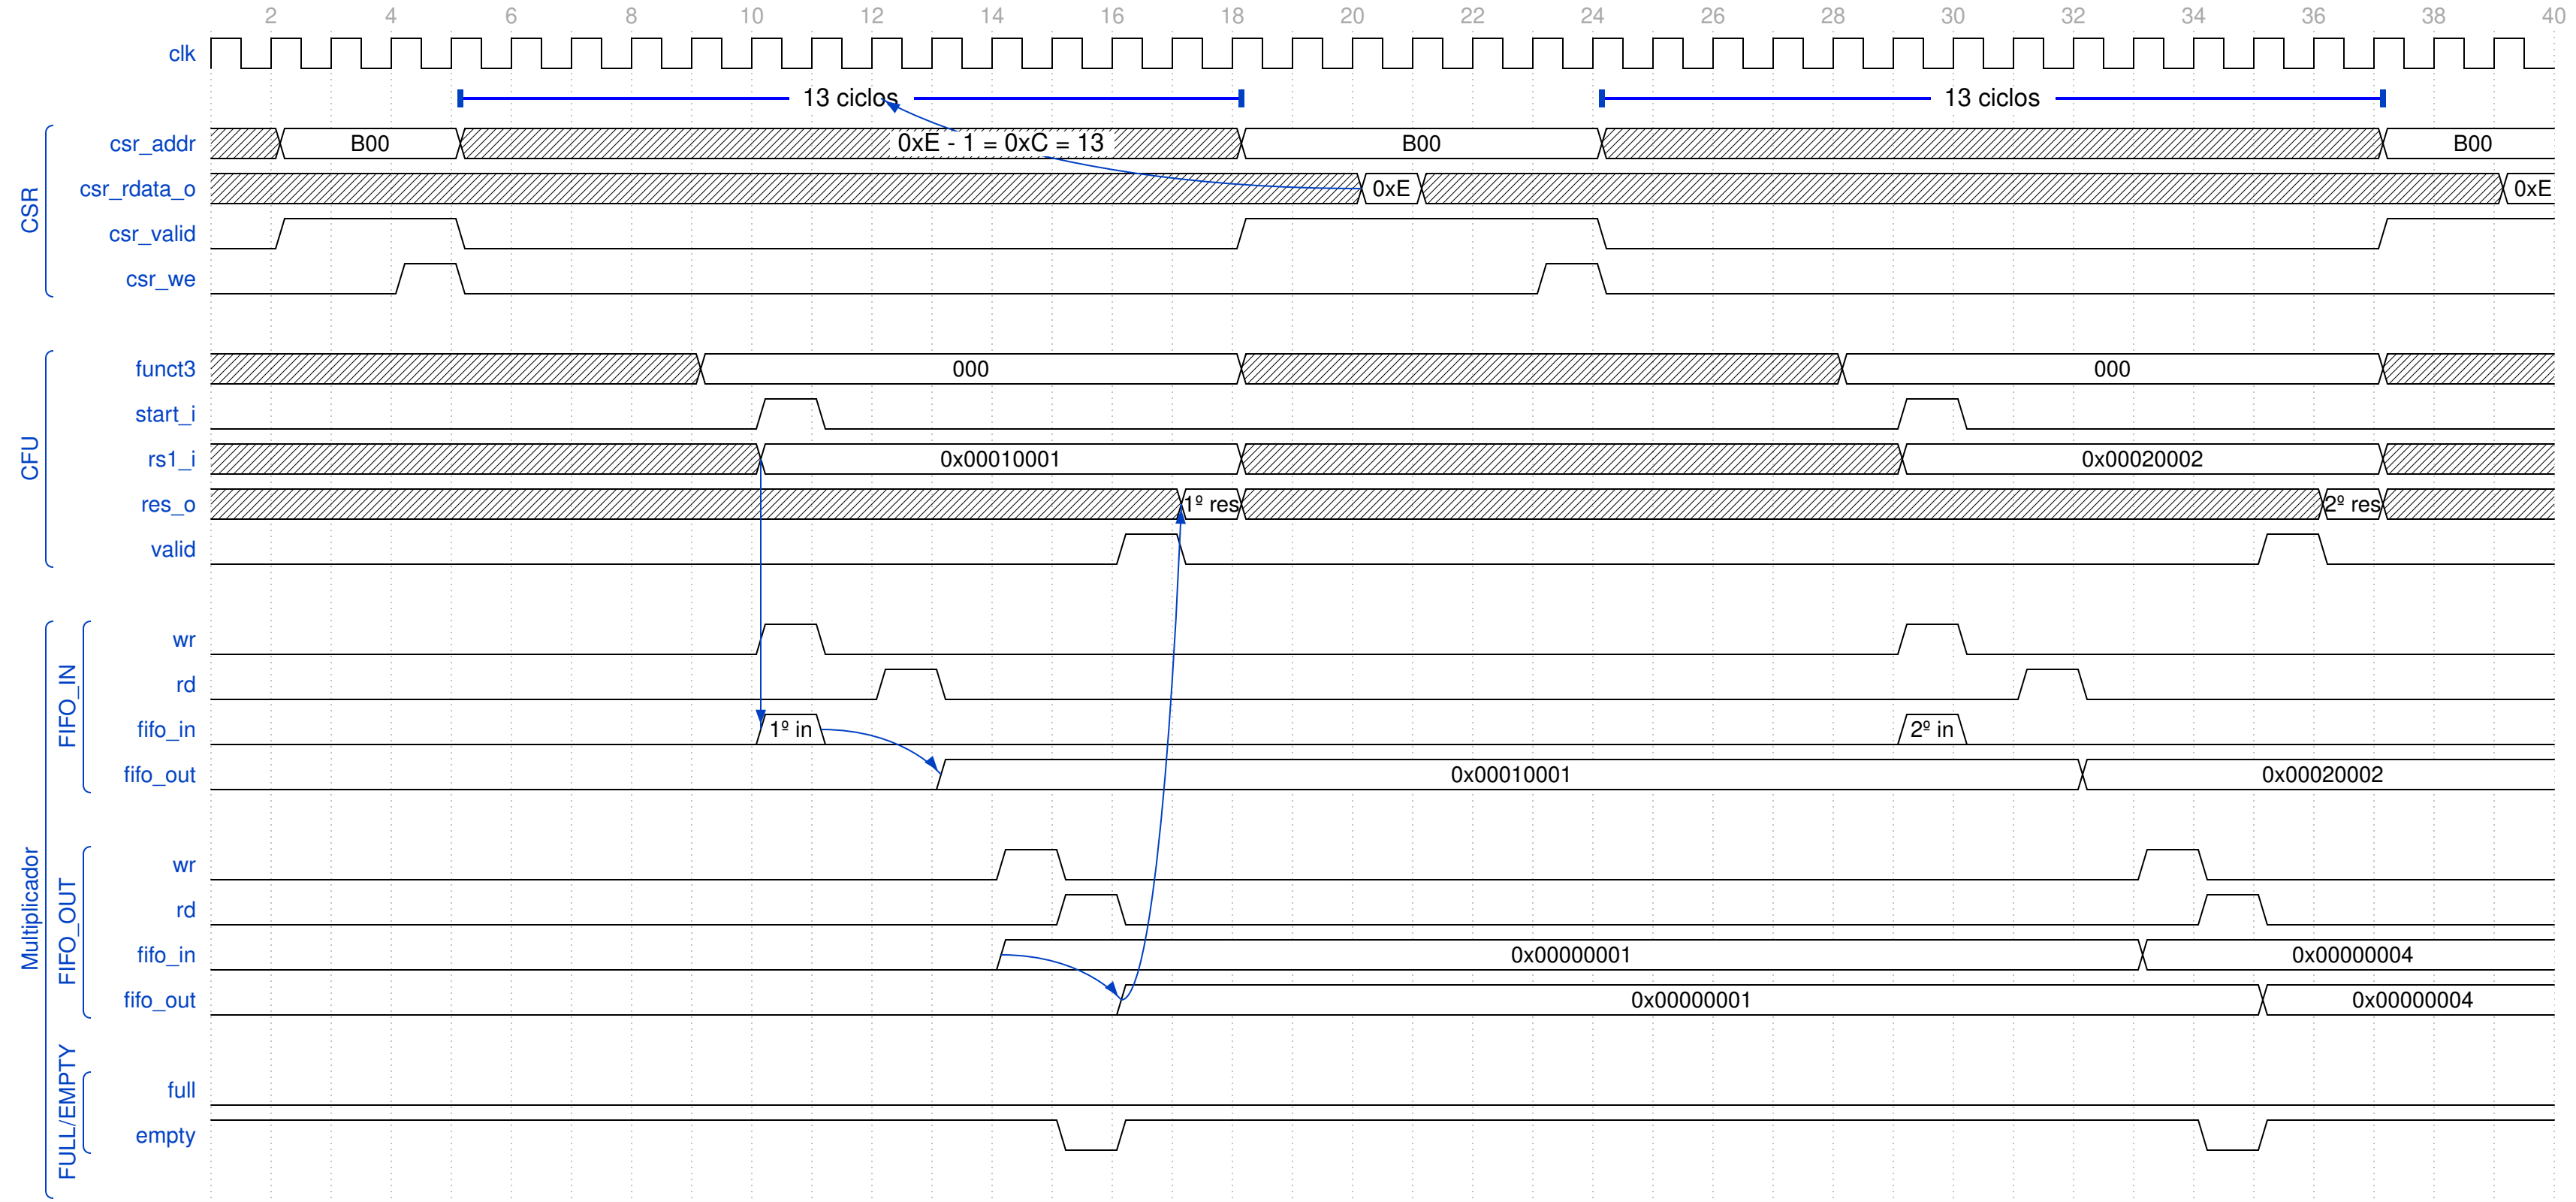 2 4 6 8 10 12 14 16 18 20 22 24 26 28 30 32 34 36 38 40
clk
13 ciclos 13 ciclos
CSR
csr_addr B00 0xE - 1 = 0xC = 13 B00 B00
csr_rdata_o 0xE 0xE
csr_valid
csr_we
CFU
funct3 000 000
start_i
rs1_i 0x00010001 0x00020002
res_o 1º res 2º res
valid
Multiplicador
FIFO_IN
wr
rd
fifo_in 1º in 2º in
fifo_out 0x00010001 0x00020002
FIFO_OUT
wr
rd
fifo_in 0x00000001 0x00000004
fifo_out 0x00000001 0x00000004
FULL/EMPTY
full
empty